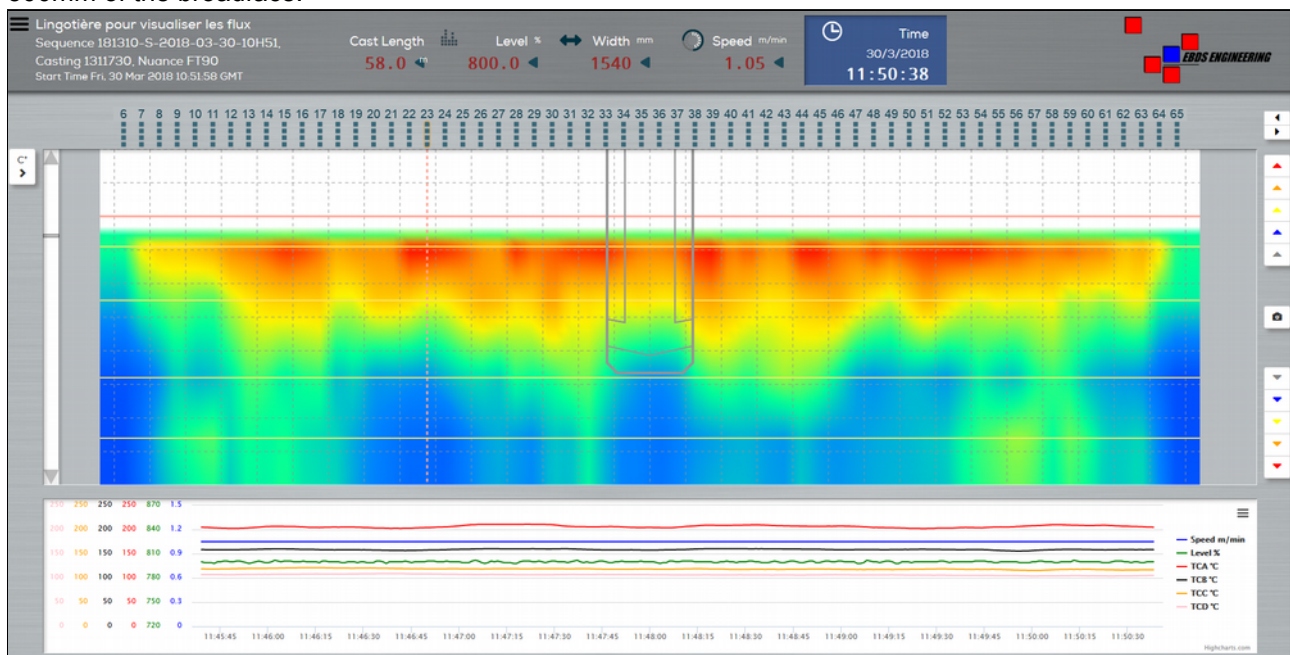 Lingotière pour visualiser les flux
Sequence 181310-S-2018-03-30-10H51,
Casting 1311730, Nuance FT90
Start Time Fri, 30 Mar 2018 10:51:58 GMT
Cast Length
58.0 m
Level %
800.0
Width mm
1540
Speed m/min
1.05
Time
30/3/2018
11:50:38
EBDS ENGINEERING
6 7 8 9 10 11 12 13 14 15 16 17 18 19 20 21 22 23 24 25 26 27 28 29 30 31 32 33 34 35 36 37 38 39 40 41 42 43 44 45 46 47 48 49 50 51 52 53 54 55 56 57 58 59 60 61 62 63 64 65
C°
250 250 250 250 870 1.5
200 200 200 200 840 1.2
150 150 150 150 810 0.9
100 100 100 100 780 0.6
50 50 50 50 750 0.3
0 0 0 0 720 0
11:45:45 11:46:00 11:46:15 11:46:30 11:46:45 11:47:00 11:47:15 11:47:30 11:47:45 11:48:00 11:48:15 11:48:30 11:48:45 11:49:00 11:49:15 11:49:30 11:49:45 11:50:00 11:50:15 11:50:30
Speed m/min
Level %
TCA °C
TCB °C
TCC °C
TCD °C
Highcharts.com